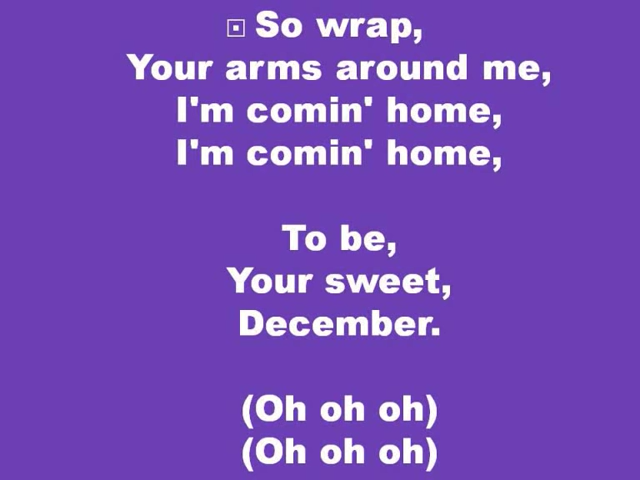 So wrap,
Your arms around me,
I'm comin' home,
I'm comin' home,
To be,
Your sweet,
December.
(Oh oh oh)
(Oh oh oh)